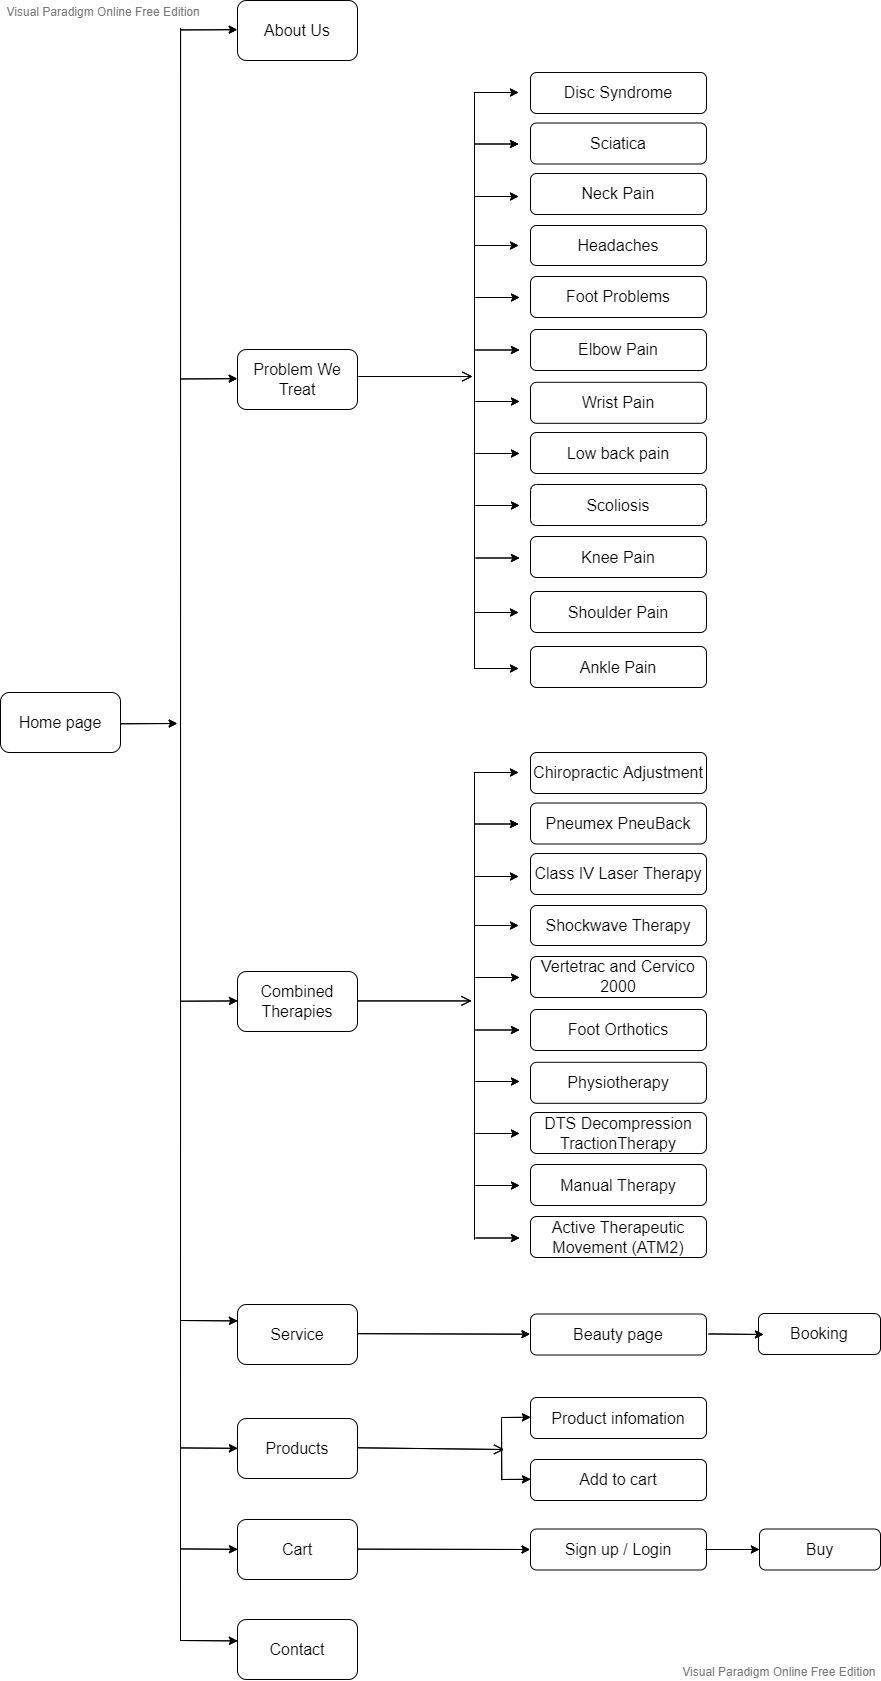 Visual Paradigm Online Free Edition
About Us
Disc Syndrome
Sciatica
Neck Pain
Headaches
Foot Problems
Elbow Pain
Problem We
Treat
Wrist Pain
Low back pain
Scoliosis
Knee Pain
Shoulder Pain
Ankle Pain
Home page
Chiropractic Adjustment
Pneumex PneuBack
Class IV Laser Therapy
Shockwave Therapy
Vertetrac and Cervico
2000
Combined
Therapies
Foot Orthotics
Physiotherapy
DTS Decompression
TractionTherapy
Manual Therapy
Active Therapeutic
Movement (ATM2)
Service
Beauty page
Booking
Products
Product infomation
Add to cart
Cart
Sign up / Login
Buy
Contact
Visual Paradigm Online Free Edition